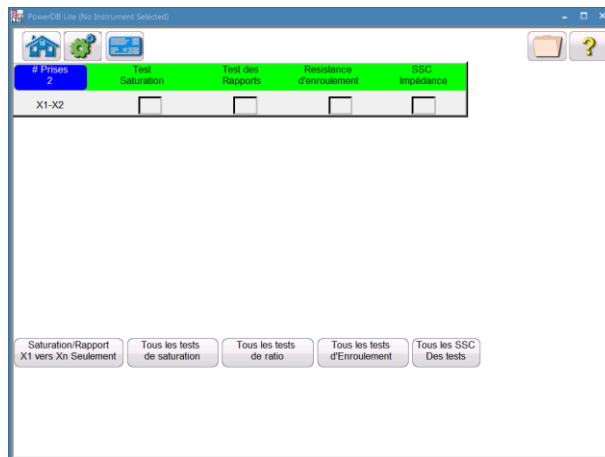 PowerDB Lite (No Instrument Selected)
# Prises
2
Test
Saturation
Test des
Rapports
Resistance
d'enroulement
SSC
Impédance
X1-X2
Saturation/Rapport
X1 vers Xn Seulement
Tous les tests
de saturation
Tous les tests
de ratio
Tous les tests
d'Enroulement
Tous les SSC
Des tests